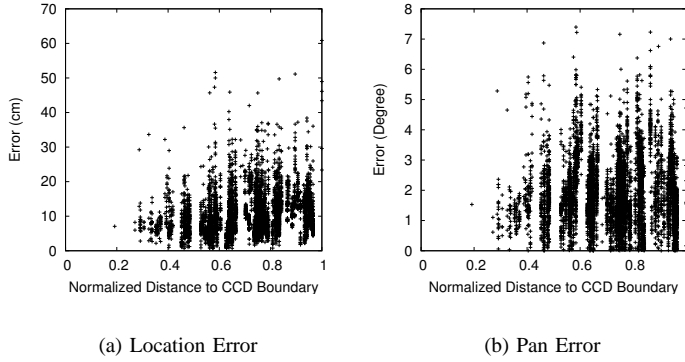 70
60
50
40
30
20
10
0
Error (cm)
0 0.2 0.4 0.6 0.8 1
Normalized Distance to CCD Boundary
(a) Location Error
8
7
6
5
4
3
2
1
0
Error (Degree)
0 0.2 0.4 0.6 0.8
Normalized Distance to CCD Boundary
(b) Pan Error